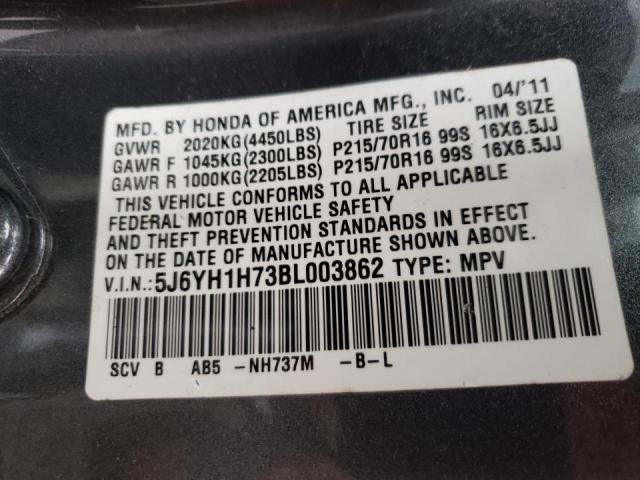 MFD. BY HONDA OF AMERICA MFG., INC. 04/'11
GVWR 2020KG(4450LBS) TIRE SIZE RIM SIZE
GAWR F 1045KG(2300LBS) P215/70R16 99S 16X6.5JJ
GAWR R 1000KG(2205LBS) P215/70R16 99S 16X6.5JJ
THIS VEHICLE CONFORMS TO ALL APPLICABLE
FEDERAL MOTOR VEHICLE SAFETY
AND THEFT PREVENTION STANDARDS IN EFFECT
ON THE DATE OF MANUFACTURE SHOWN ABOVE.
V.I.N.:5J6YH1H73BL003862 TYPE: MPV
SCV B AB5 -NH737M -B-L